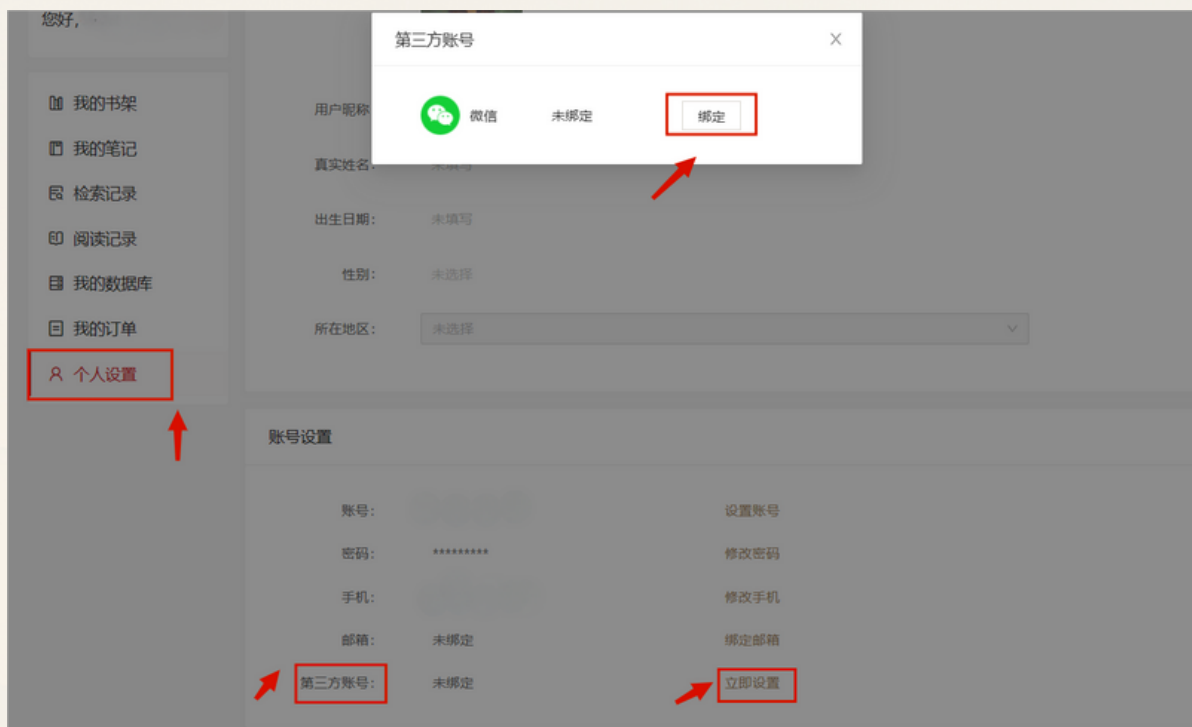 您好，
我的书架
我的笔记
检索记录
阅读记录
我的数据库
我的订单
个人设置
第三方账号
微信 未绑定 绑定
用户昵称
真实姓名： 未填写
出生日期： 未填写
性别： 未选择
所在地区： 未选择
账号设置
账号： 设置账号
密码： ********* 修改密码
手机： 修改手机
邮箱： 未绑定 绑定邮箱
第三方账号： 未绑定 立即设置